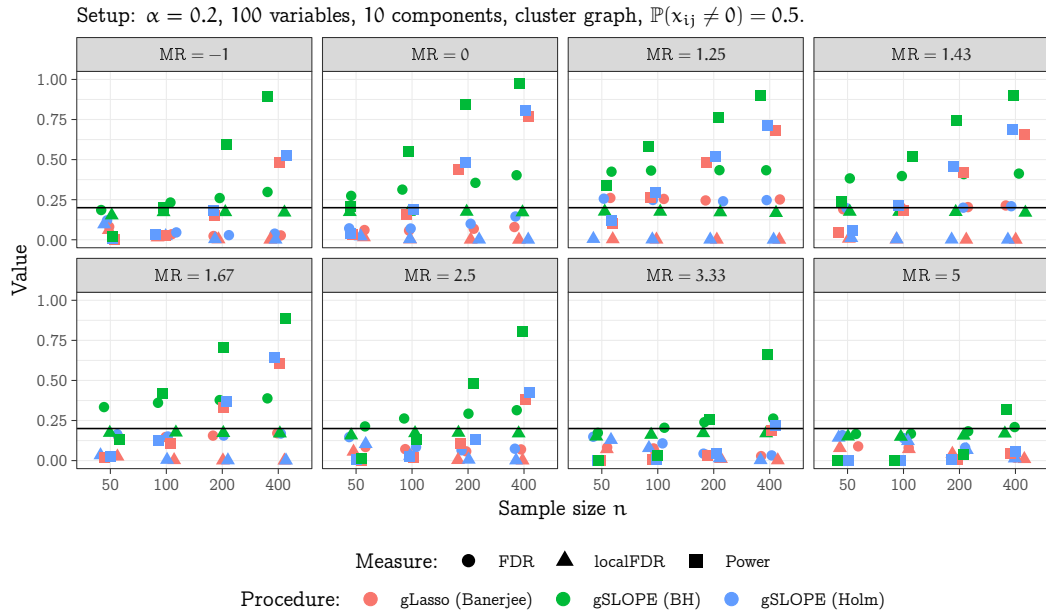 Setup: α = 0.2, 100 variables, 10 components, cluster graph, ℙ(x_{ij} ≠ 0) = 0.5.
MR = −1
MR = 0
MR = 1.25
MR = 1.43
1.00
0.75
0.50
0.25
0.00
MR = 1.67
MR = 2.5
MR = 3.33
MR = 5
1.00
0.75
0.50
0.25
0.00
Value
50 100 200 400
50 100 200 400
50 100 200 400
50 100 200 400
Sample size n
Measure: FDR localFDR Power
Procedure: gLasso (Banerjee) gSLOPE (BH) gSLOPE (Holm)